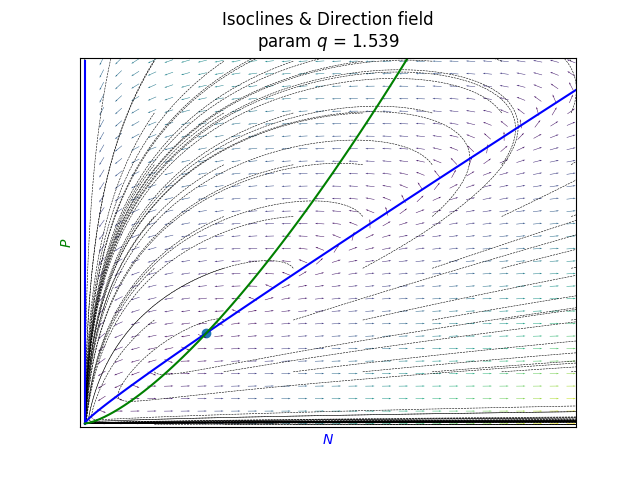 Isoclines & Direction field
param q = 1.539
P
N